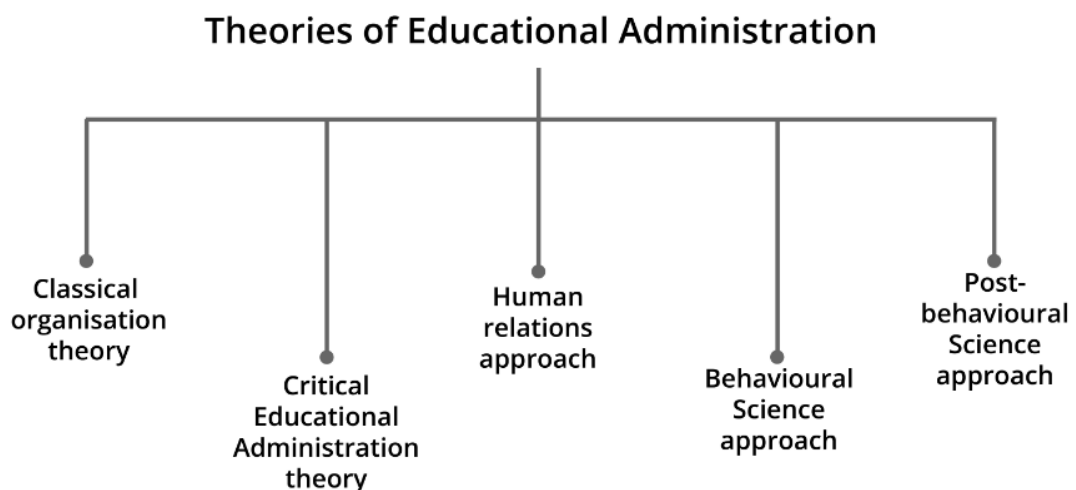 Theories of Educational Administration
Classical
organisation
theory
Critical
Educational
Administration
theory
Human
relations
approach
Behavioural
Science
approach
Post-
behavioural
Science
approach